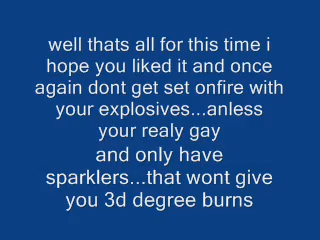 well thats all for this time i
hope you liked it and once
again dont get set onfire with
your explosives...anless
your realy gay
and only have
sparklers...that wont give
you 3d degree burns